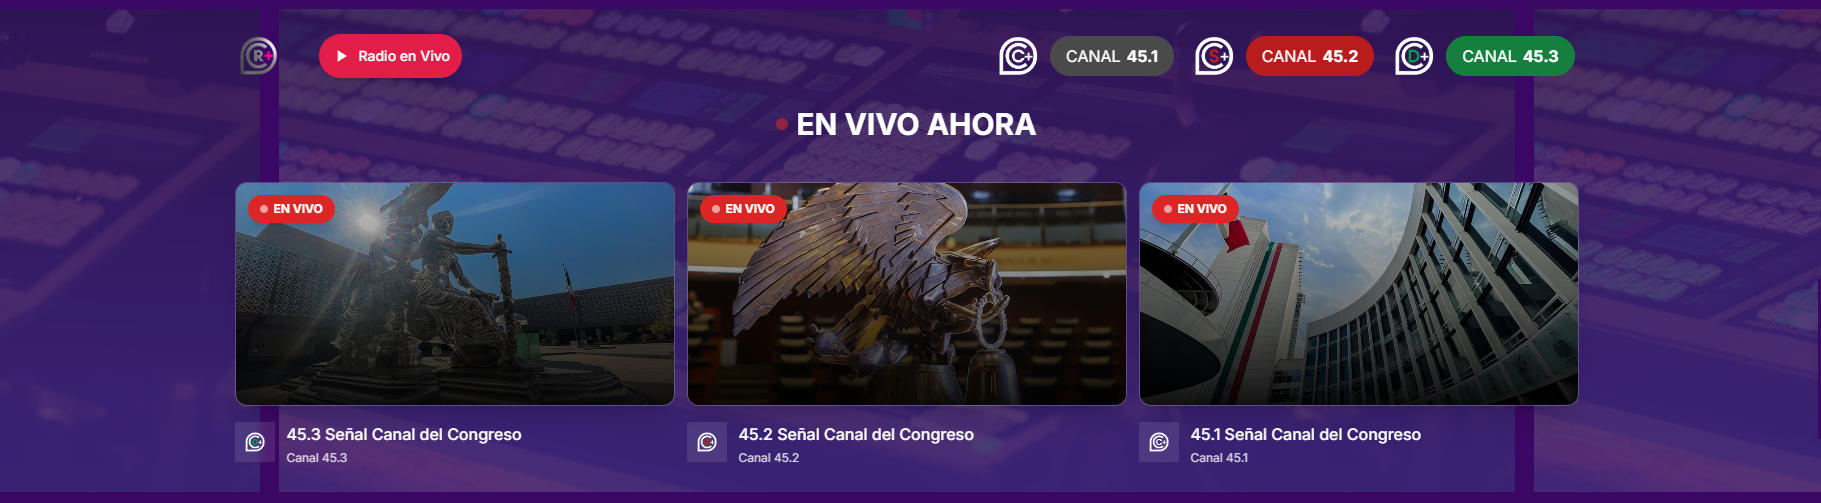 R+
Radio en Vivo
C+
CANAL 45.1
S+
CANAL 45.2
D+
CANAL 45.3
EN VIVO AHORA
EN VIVO
EN VIVO
EN VIVO
45.3 Señal Canal del Congreso
Canal 45.3
45.2 Señal Canal del Congreso
Canal 45.2
45.1 Señal Canal del Congreso
Canal 45.1